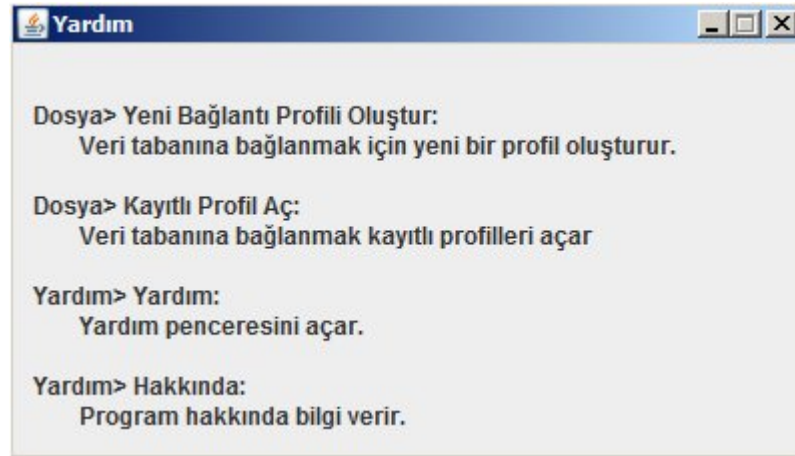 Yardım
Dosya> Yeni Bağlantı Profili Oluştur:
Veri tabanına bağlanmak için yeni bir profil oluşturur.
Dosya> Kayıtlı Profil Aç:
Veri tabanına bağlanmak kayıtlı profilleri açar
Yardım> Yardım:
Yardım penceresini açar.
Yardım> Hakkında:
Program hakkında bilgi verir.